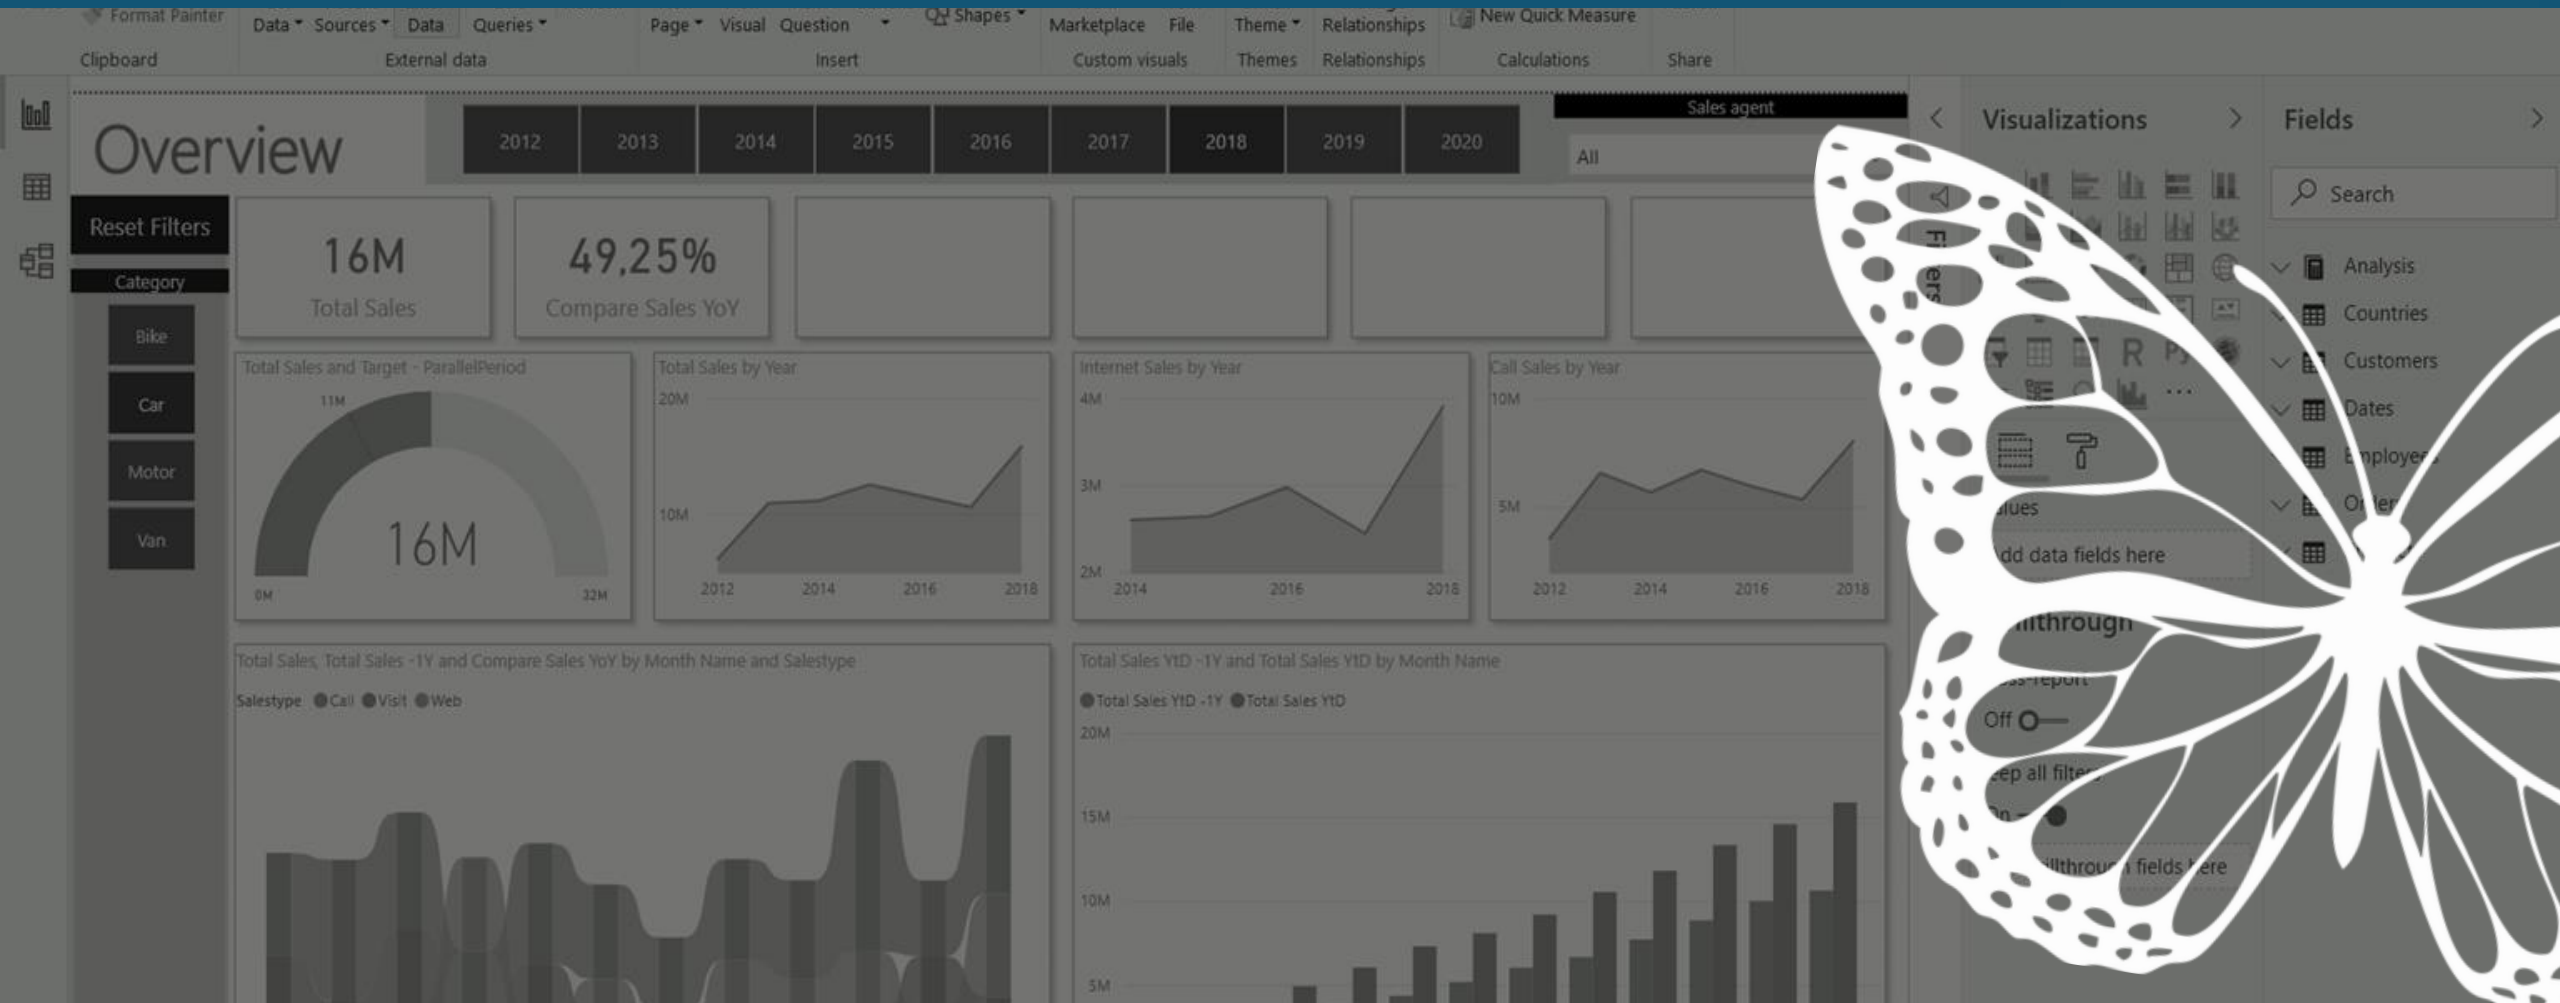 Format Painter
Data Sources Data Queries
Page Visual Question
Shapes
Marketplace File
Theme
Relationships
New Quick Measure
Clipboard
External data
Insert
Custom visuals
Themes
Relationships
Calculations
Share
Overview
2012 2013 2014 2015 2016 2017 2018 2019 2020
Sales agent
All
Reset Filters
Category
Bike
Car
Motor
Van
16M
Total Sales
49,25%
Compare Sales YoY
Total Sales and Target - ParallelPeriod
11M
16M
0M
32M
Total Sales by Year
20M
10M
2012 2014 2016 2018
Internet Sales by Year
4M
3M
2M
2014 2016 2018
Call Sales by Year
10M
5M
2012 2014 2016 2018
Total Sales, Total Sales -1Y and Compare Sales YoY by Month Name and Salestype
Salestype Call Visit Web
Total Sales YtD -1Y and Total Sales YtD by Month Name
Total Sales YtD -1Y Total Sales YtD
20M
15M
10M
5M
Visualizations
R
Py
data fields here
Off
all
fields
Fields
Search
Analysis
Countries
Customers
Dates
Employees